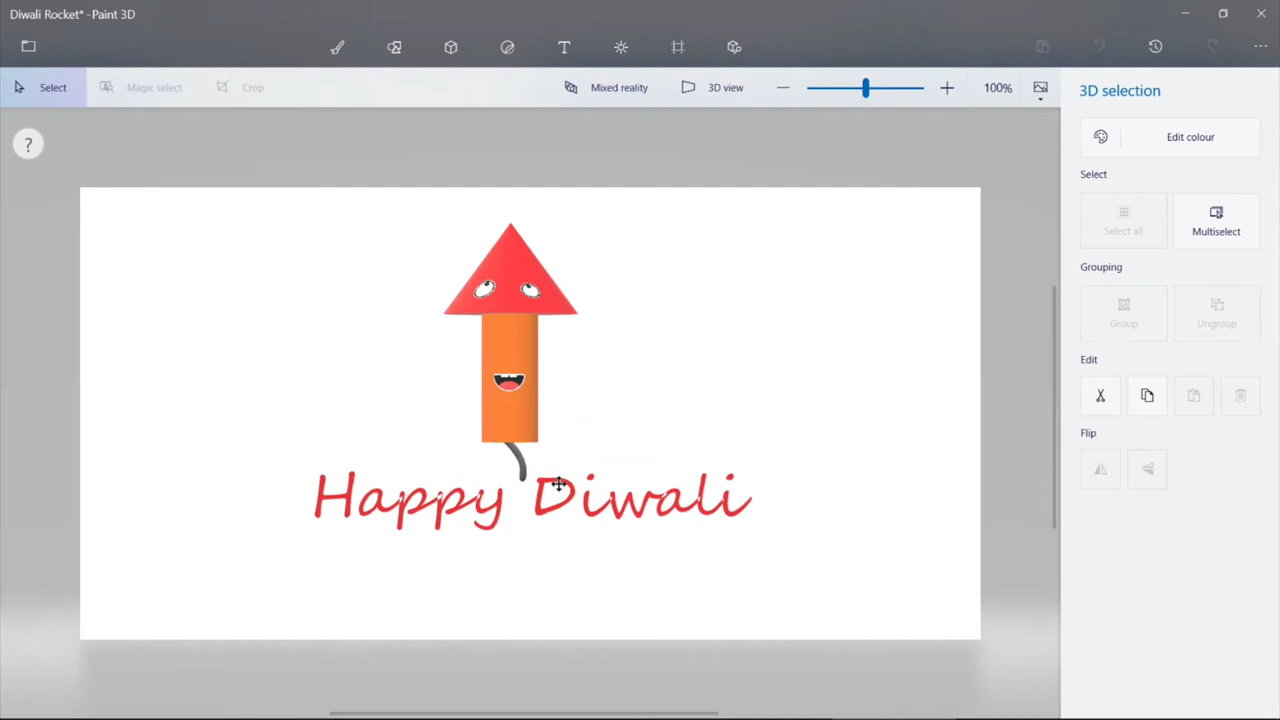 Diwali Rocket* - Paint 3D
Select
Magic select
Crop
Mixed reality
3D view
100%
?
3D selection
Edit colour
Select
Select all
Multiselect
Grouping
Group
Ungroup
Edit
Flip
Happy Diwali